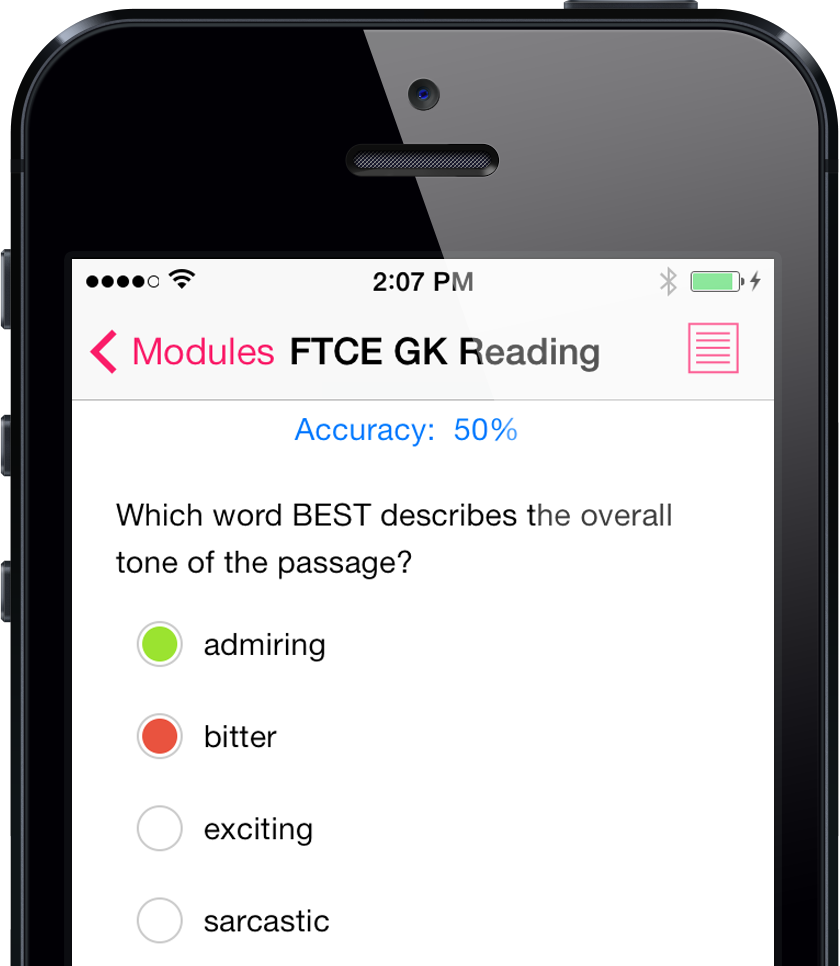 2:07 PM
Modules FTCE GK Reading
Accuracy: 50%
Which word BEST describes the overall
tone of the passage?
admiring
bitter
exciting
sarcastic